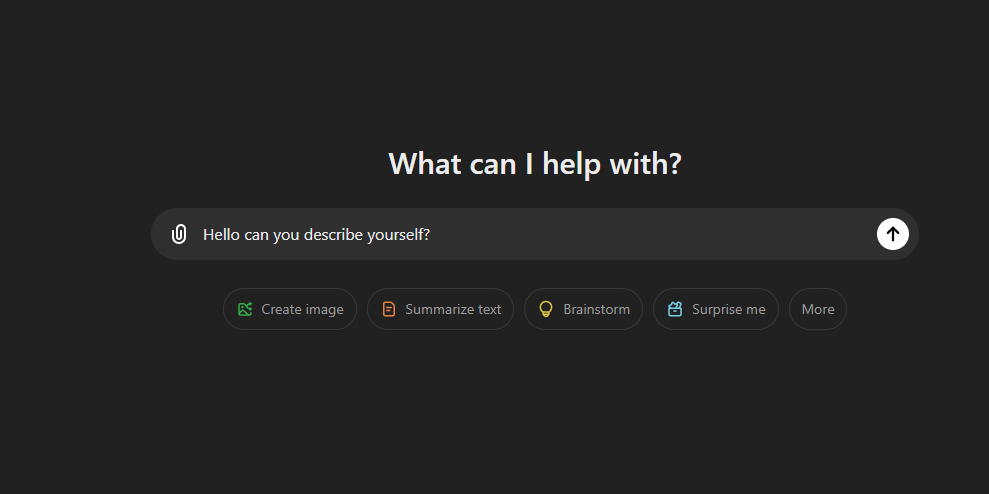 What can I help with?
Hello can you describe yourself?
Create image
Summarize text
Brainstorm
Surprise me
More